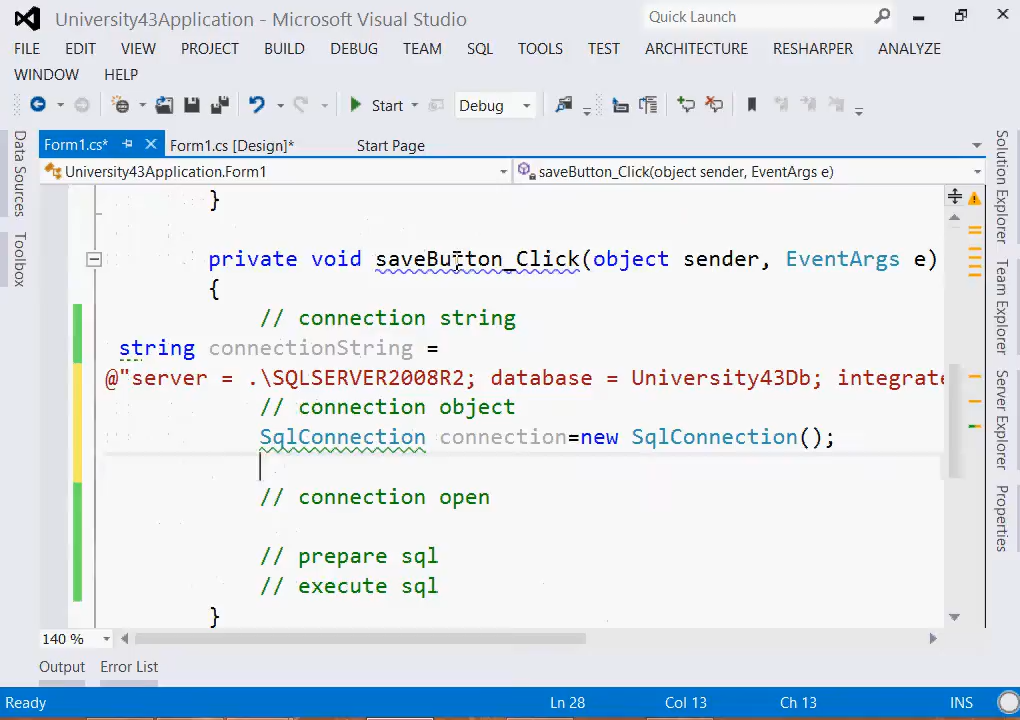 University43Application - Microsoft Visual Studio
Quick Launch
FILE EDIT VIEW PROJECT BUILD DEBUG TEAM SQL TOOLS TEST ARCHITECTURE RESHARPER ANALYZE
WINDOW HELP
Start Debug
Form1.cs* Form1.cs [Design]* Start Page
University43Application.Form1 saveButton_Click(object sender, EventArgs e)
Data Sources
Toolbox
}
private void saveButton_Click(object sender, EventArgs e)
{
// connection string
string connectionString =
@"server = .\SQLSERVER2008R2; database = University43Db; integrate
// connection object
SqlConnection connection=new SqlConnection();
// connection open
// prepare sql
// execute sql
}
Solution Explorer
Team Explorer
Server Explorer
Properties
140 %
Output Error List
Ready Ln 28 Col 13 Ch 13 INS